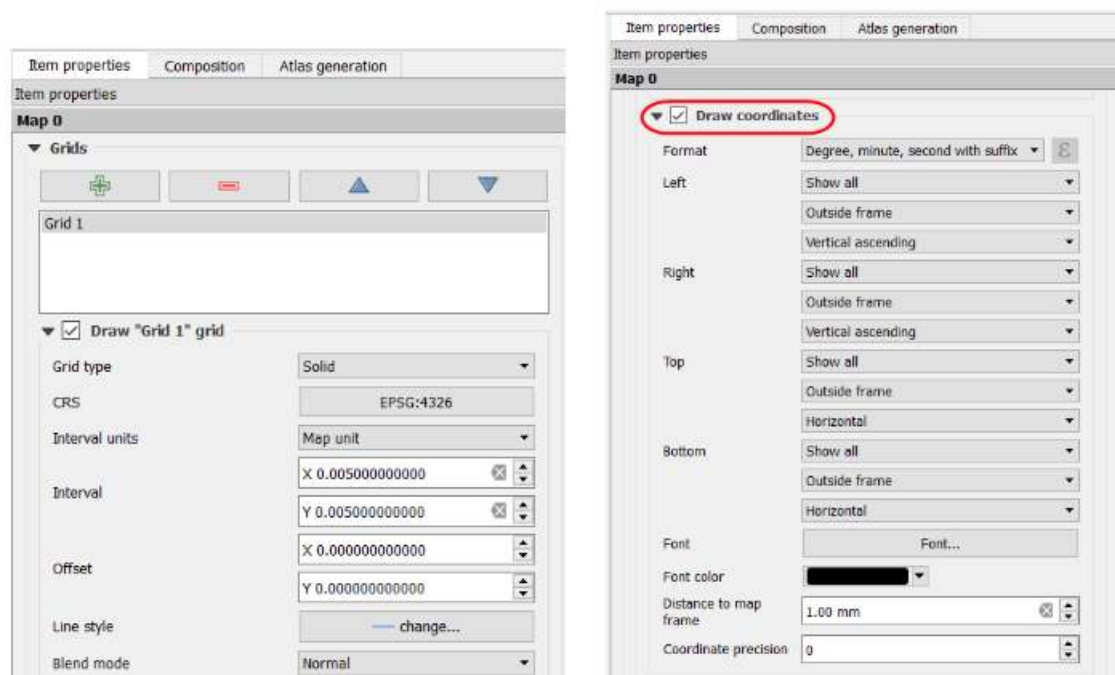 Item properties Composition Atlas generation
Item properties
Map 0
Grids
Grid 1
Draw "Grid 1" grid
Grid type Solid
CRS EPSG:4326
Interval units Map unit
Interval X 0.005000000000
Y 0.005000000000
Offset X 0.000000000000
Y 0.000000000000
Line style change...
Blend mode Normal
Item properties Composition Atlas generation
Item properties
Map 0
Draw coordinates
Format Degree, minute, second with suffix ε
Left Show all
Outside frame
Vertical ascending
Right Show all
Outside frame
Vertical ascending
Top Show all
Outside frame
Horizontal
Bottom Show all
Outside frame
Horizontal
Font Font...
Font color
Distance to map
frame 1.00 mm
Coordinate precision 0